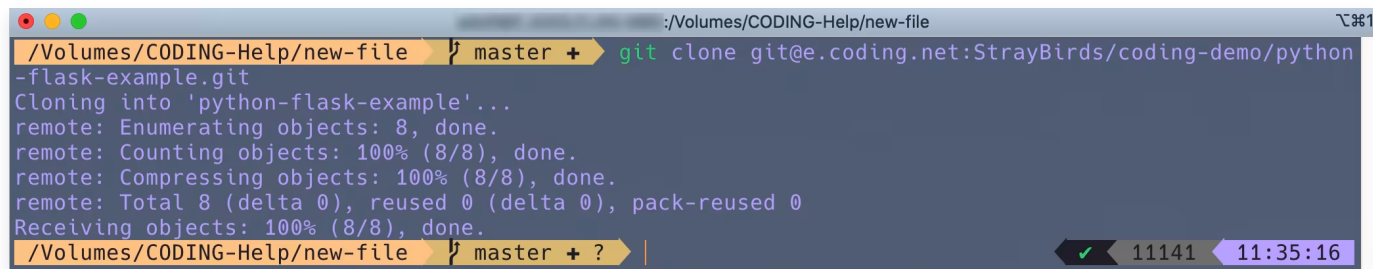 :/Volumes/CODING-Help/new-file ⌥⌘1
/Volumes/CODING-Help/new-file master + git clone git@e.coding.net:StrayBirds/coding-demo/python
-flask-example.git
Cloning into 'python-flask-example'...
remote: Enumerating objects: 8, done.
remote: Counting objects: 100% (8/8), done.
remote: Compressing objects: 100% (8/8), done.
remote: Total 8 (delta 0), reused 0 (delta 0), pack-reused 0
Receiving objects: 100% (8/8), done.
/Volumes/CODING-Help/new-file master + ? ✔ 11141 11:35:16